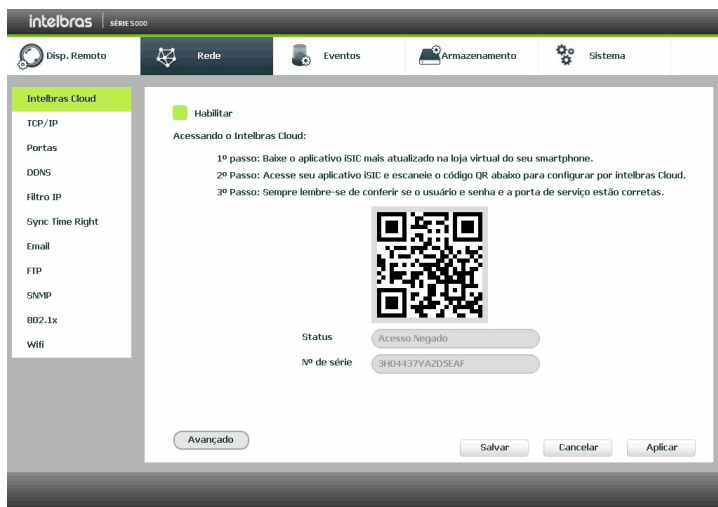 intelbras SÉRIE 5000
Disp. Remoto Rede Eventos Armazenamento Sistema
Intelbras Cloud
TCP/IP
Portas
DDNS
Filtro IP
Sync Time Right
Email
FTP
SNMP
802.1x
Wifi
Habilitar
Acessando o Intelbras Cloud:
1º passo: Baixe o aplicativo iSIC mais atualizado na loja virtual do seu smartphone.
2º Passo: Acesse seu aplicativo iSIC e escaneie o código QR abaixo para configurar por intelbras Cloud.
3º Passo: Sempre lembre-se de conferir se o usuário e senha e a porta de serviço estão corretas.
Status Acesso Negado
Nº de série 3H04437YAZD5EAF
Avançado Salvar Cancelar Aplicar